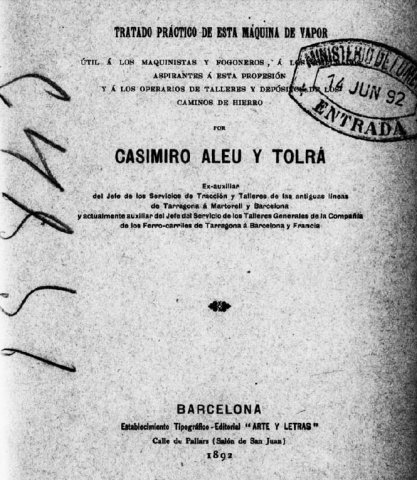 TRATADO PRÁCTICO DE ESTA MÁQUINA DE VAPOR
ÚTIL Á LOS MAQUINISTAS Y FOGONEROS, Á LOS
ASPIRANTES Á ESTA PROFESIÓN
Y Á LOS OPERARIOS DE TALLERES Y DEPÓSITOS DE LOS
CAMINOS DE HIERRO
POR
CASIMIRO ALEU Y TOLRÁ
Ex-auxiliar
del Jefe de los Servicios de Tracción y Talleres de las antiguas líneas
de Tarragona á Martorell y Barcelona
y actualmente auxiliar del Jefe del Servicio de los Talleres Generales de la Compañía
de los Ferro-carriles de Tarragona á Barcelona y Francia
MINISTERIO DE
14 JUN 92
ENTRADA
BARCELONA
Establecimiento Tipográfico-Editorial "ARTE Y LETRAS"
Calle de Pallars (Salón de San Juan)
1892